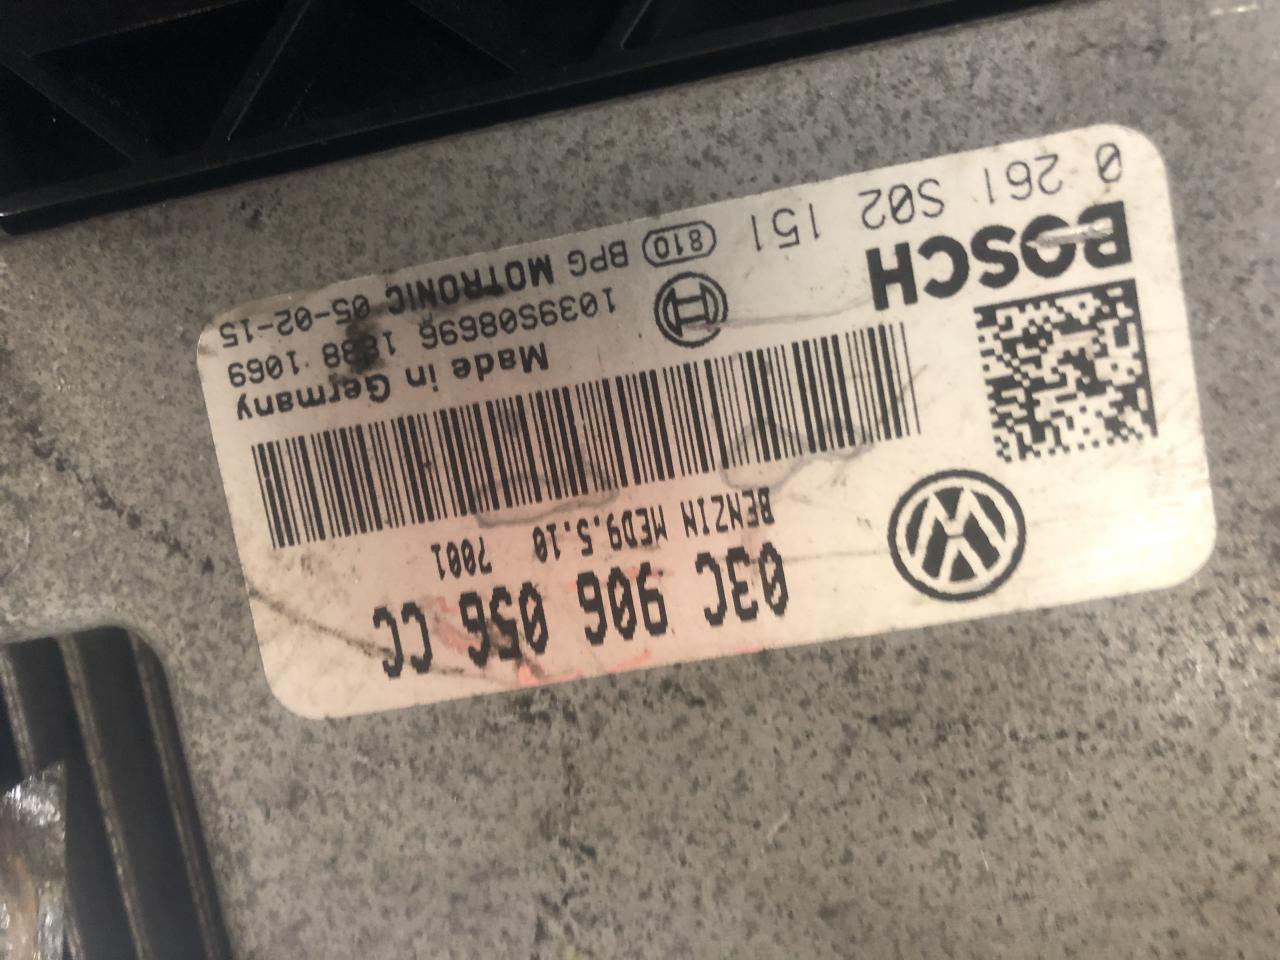 0 261 S02 151
BOSCH
810 BPG MOTRONIC 05-02-15
1039S08696 1069
Made in Germany
BENZIN MED9.5.10 7001
03C 906 056 CC